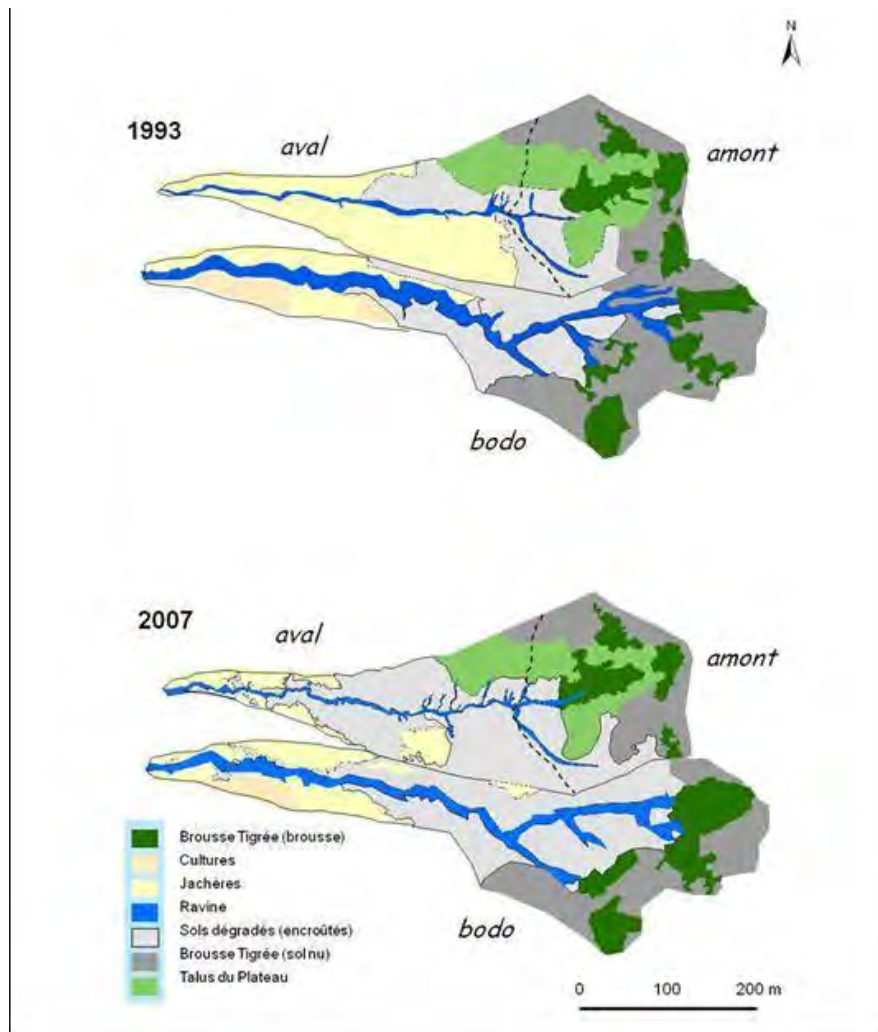 N
1993
aval
amont
bodo
2007
aval
amont
bodo
Brousse Tigrée (brousse)
Cultures
Jachères
Ravine
Sols dégradés (encroûtés)
Brousse Tigrée (sol nu)
Talus du Plateau
0 100 200 m